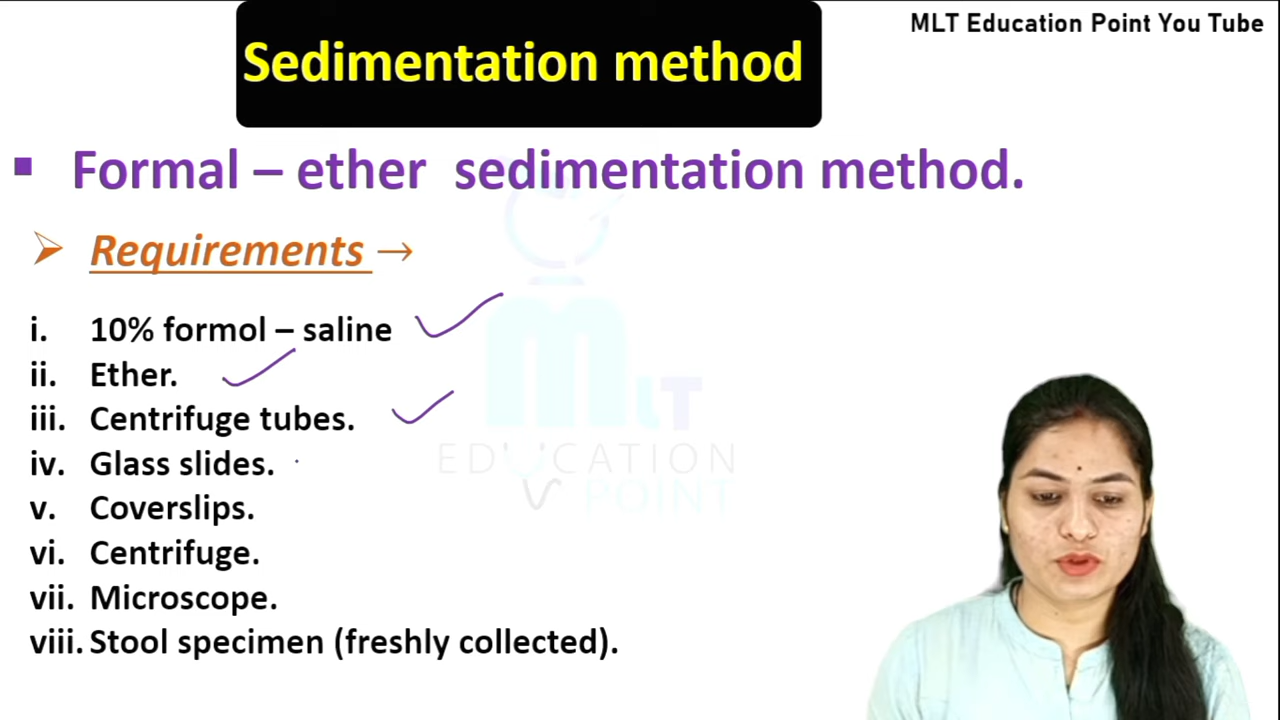 MLT Education Point You Tube
Sedimentation method
▪ Formal – ether sedimentation method.
➢ Requirements →
i. 10% formol – saline
ii. Ether.
iii. Centrifuge tubes.
iv. Glass slides.
v. Coverslips.
vi. Centrifuge.
vii. Microscope.
viii. Stool specimen (freshly collected).
MLT
EDUCATION
POINT